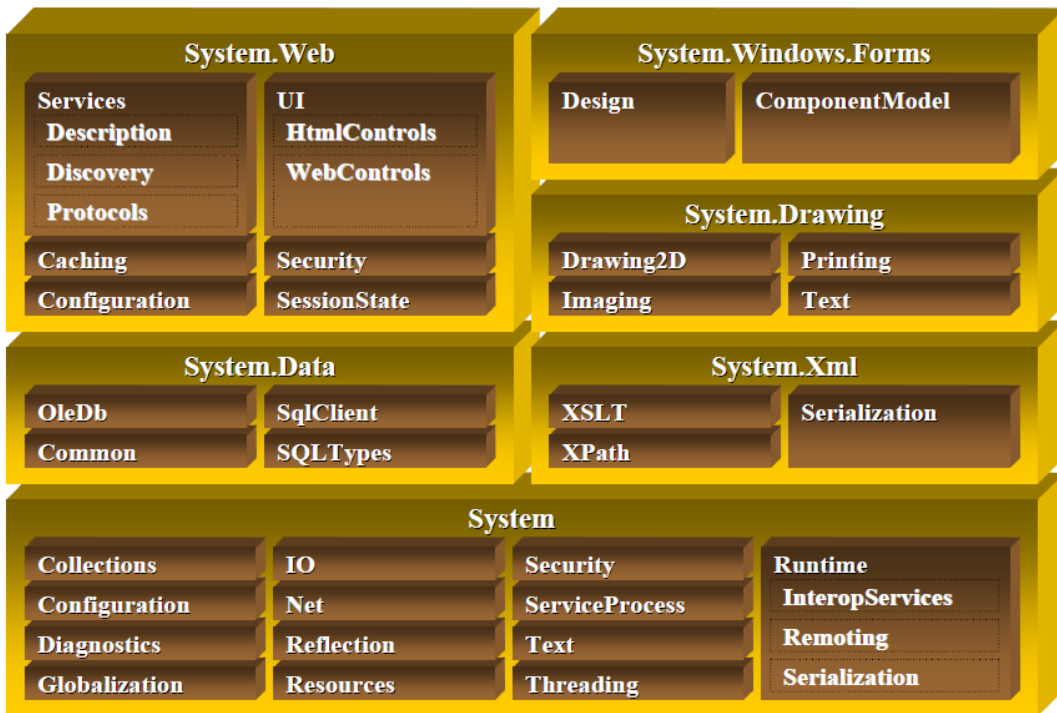 System.Web
Services
Description
Discovery
Protocols
UI
HtmlControls
WebControls
Caching
Security
Configuration
SessionState
System.Windows.Forms
Design
ComponentModel
System.Drawing
Drawing2D
Printing
Imaging
Text
System.Data
OleDb
SqlClient
Common
SQLTypes
System.Xml
XSLT
Serialization
XPath
System
Collections
Configuration
Diagnostics
Globalization
IO
Net
Reflection
Resources
Security
ServiceProcess
Text
Threading
Runtime
InteropServices
Remoting
Serialization